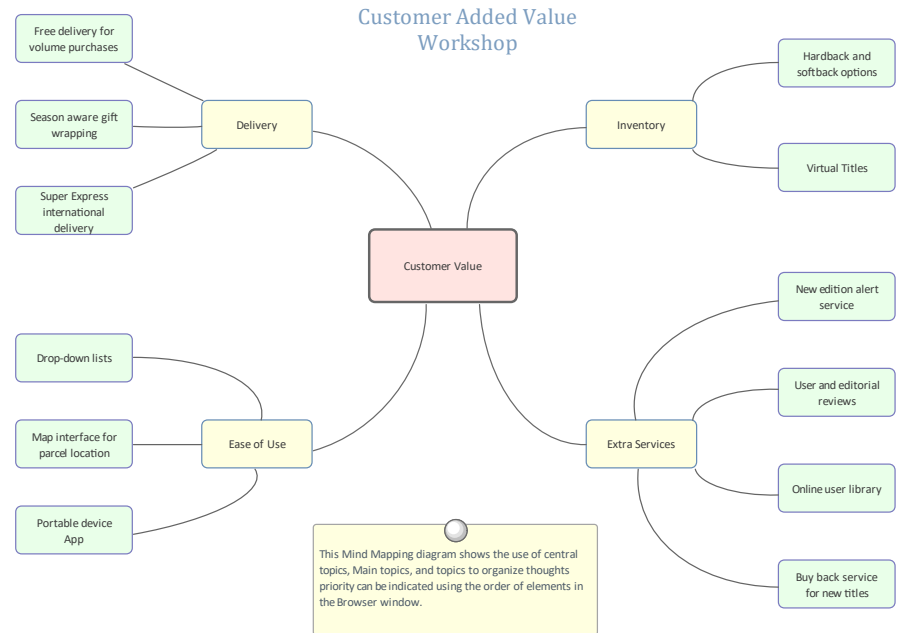 Customer Added Value
Workshop
Free delivery for
volume purchases
Season aware gift
wrapping
Super Express
international
delivery
Delivery
Inventory
Hardback and
softback options
Virtual Titles
Customer Value
Drop-down lists
Map interface for
parcel location
Portable device
App
Ease of Use
Extra Services
New edition alert
service
User and editorial
reviews
Online user library
Buy back service
for new titles
This Mind Mapping diagram shows the use of central
topics, Main topics, and topics to organize thoughts
priority can be indicated using the order of elements in
the Browser window.